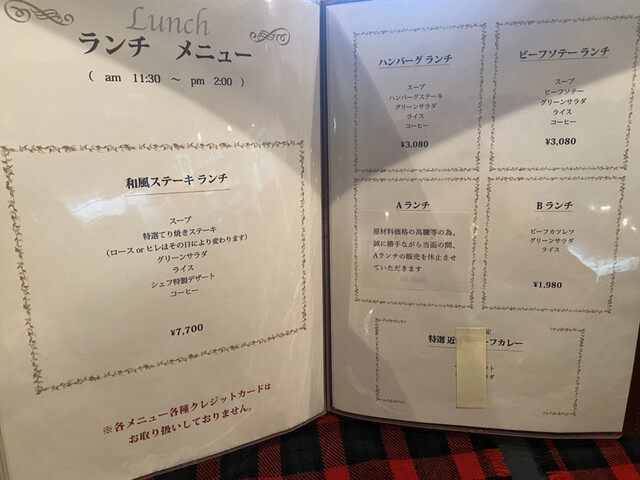 Lunch
ランチ メニュー
( am 11:30 ～ pm 2:00 )
和風ステーキ ランチ
スープ
特選てり焼きステーキ
(ロース or ヒレはその日により変わります)
グリーンサラダ
ライス
シェフ特製デザート
コーヒー
¥7,700
※各メニュー各種クレジットカードは
お取り扱いしておりません。
ハンバーグ ランチ
スープ
ハンバーグステーキ
グリーンサラダ
ライス
コーヒー
¥3,080
ビーフソテー ランチ
スープ
ビーフソテー
グリーンサラダ
ライス
コーヒー
¥3,080
A ランチ
原材料価格の高騰等の為、
誠に勝手ながら当面の間、
Aランチの販売を休止させ
ていただきます
B ランチ
ビーフカツレツ
グリーンサラダ
ライス
¥1,980
定
特選 近 ーフカレー
ト
ラダ